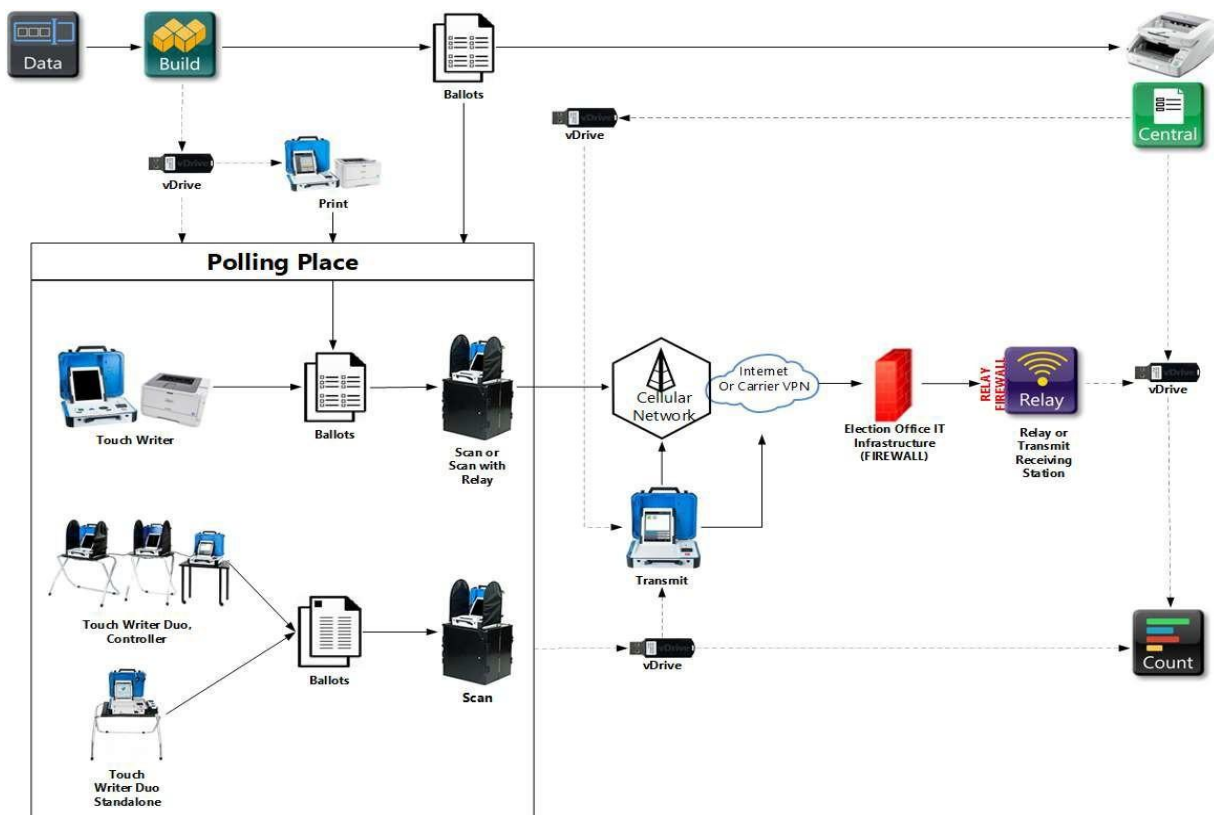 Data
Build
Ballots
Central
vDrive
vDrive
vDrive
vDrive
Print
Polling Place
Touch Writer
Ballots
Scan or
Scan with
Relay
Cellular
Network
Internet
Or Carrier VPN
Election Office IT
Infrastructure
(FIREWALL)
RELAY
FIREWALL
Relay
Relay or
Transmit
Receiving
Station
vDrive
Transmit
Touch Writer Duo,
Controller
Ballots
Scan
vDrive
Count
Touch
Writer Duo
Standalone